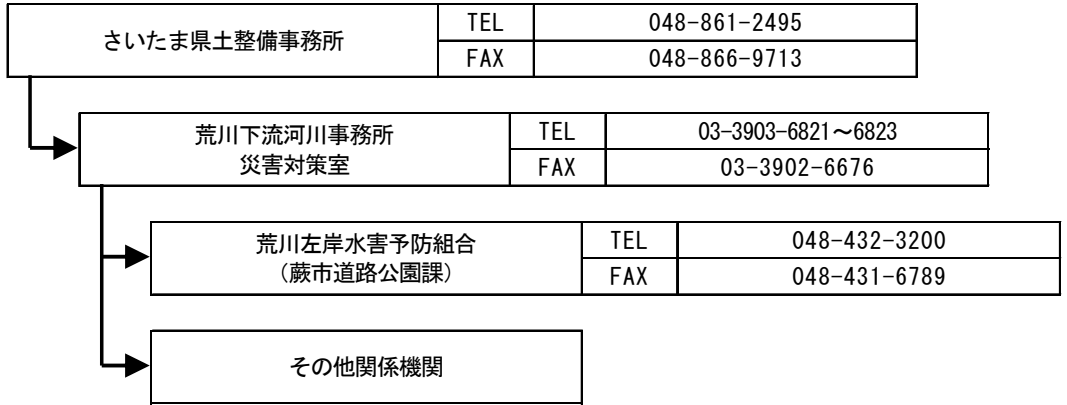 さいたま県土整備事務所
TEL 048-861-2495
FAX 048-866-9713
荒川下流河川事務所
災害対策室
TEL 03-3903-6821～6823
FAX 03-3902-6676
荒川左岸水害予防組合
（蕨市道路公園課）
TEL 048-432-3200
FAX 048-431-6789
その他関係機関